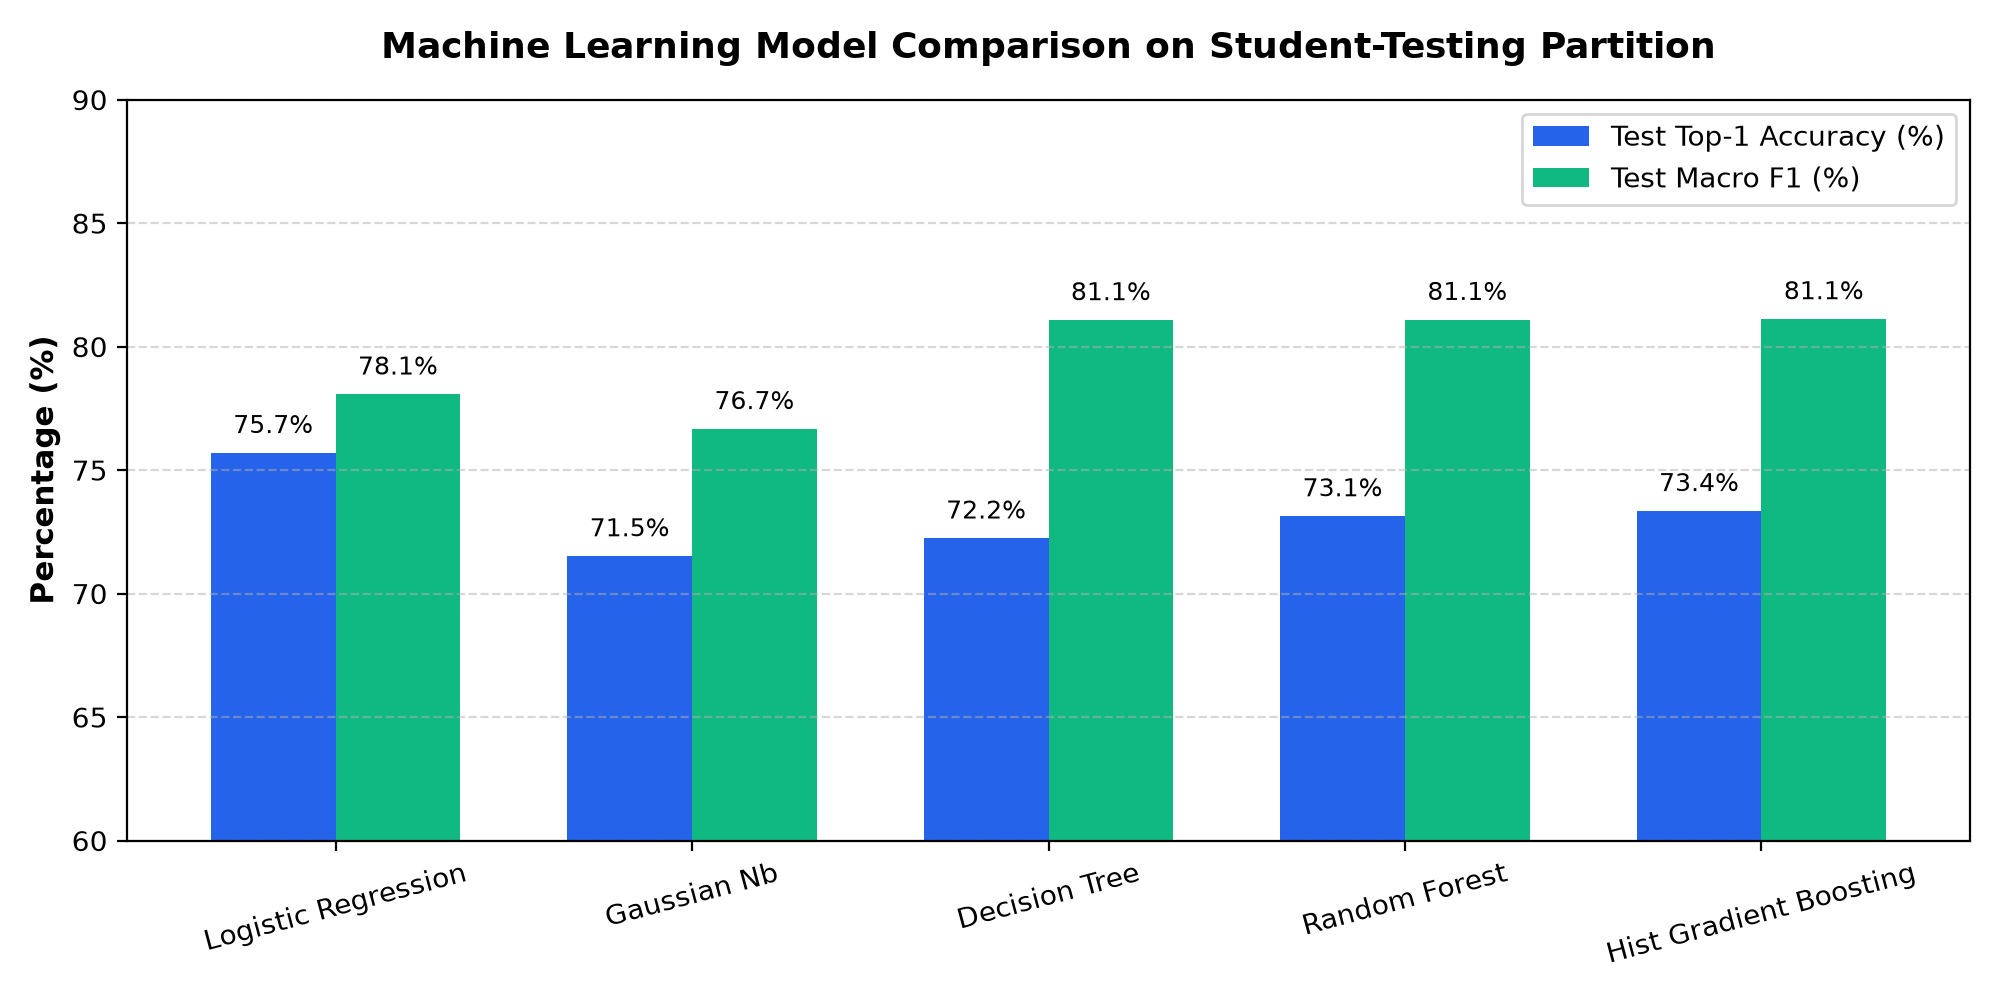 Machine Learning Model Comparison on Student-Testing Partition
Percentage (%)
90
85
80
75
70
65
60
Test Top-1 Accuracy (%)
Test Macro F1 (%)
75.7%
78.1%
71.5%
76.7%
72.2%
81.1%
73.1%
81.1%
73.4%
81.1%
Logistic Regression
Gaussian Nb
Decision Tree
Random Forest
Hist Gradient Boosting